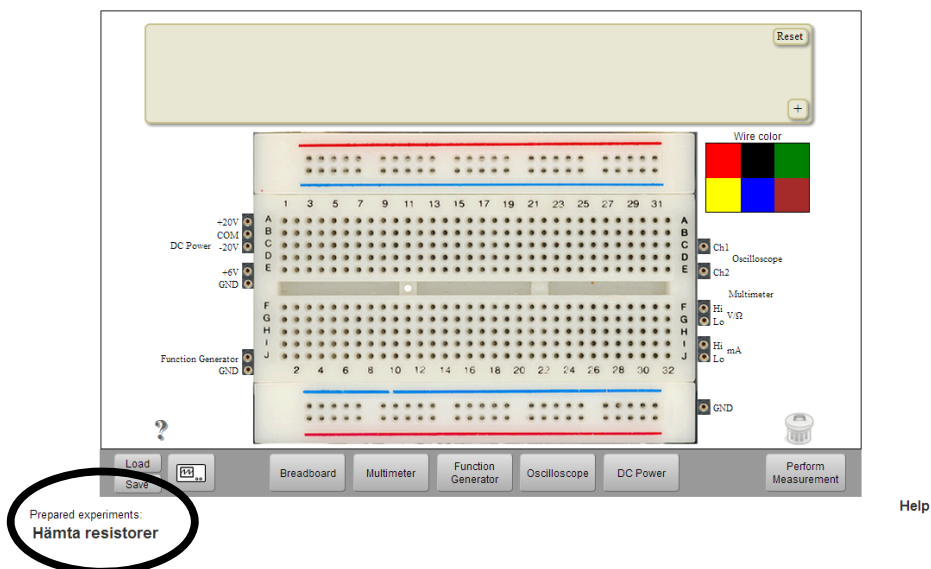 Reset
+
Wire color
1 3 5 7 9 11 13 15 17 19 21 23 25 27 29 31
A A
+20V B B
COM C C Ch1
DC Power -20V D D Oscilloscope
+6V E E Ch2
GND
Multimeter
F F Hi
G G Lo V/Ω
H H
I I Hi mA
Function Generator J J Lo
GND 2 4 6 8 10 12 14 16 18 20 22 24 26 28 30 32
GND
?
Load
Save
Breadboard
Multimeter
Function
Generator
Oscilloscope
DC Power
Perform
Measurement
Prepared experiments:
Hämta resistorer
Help